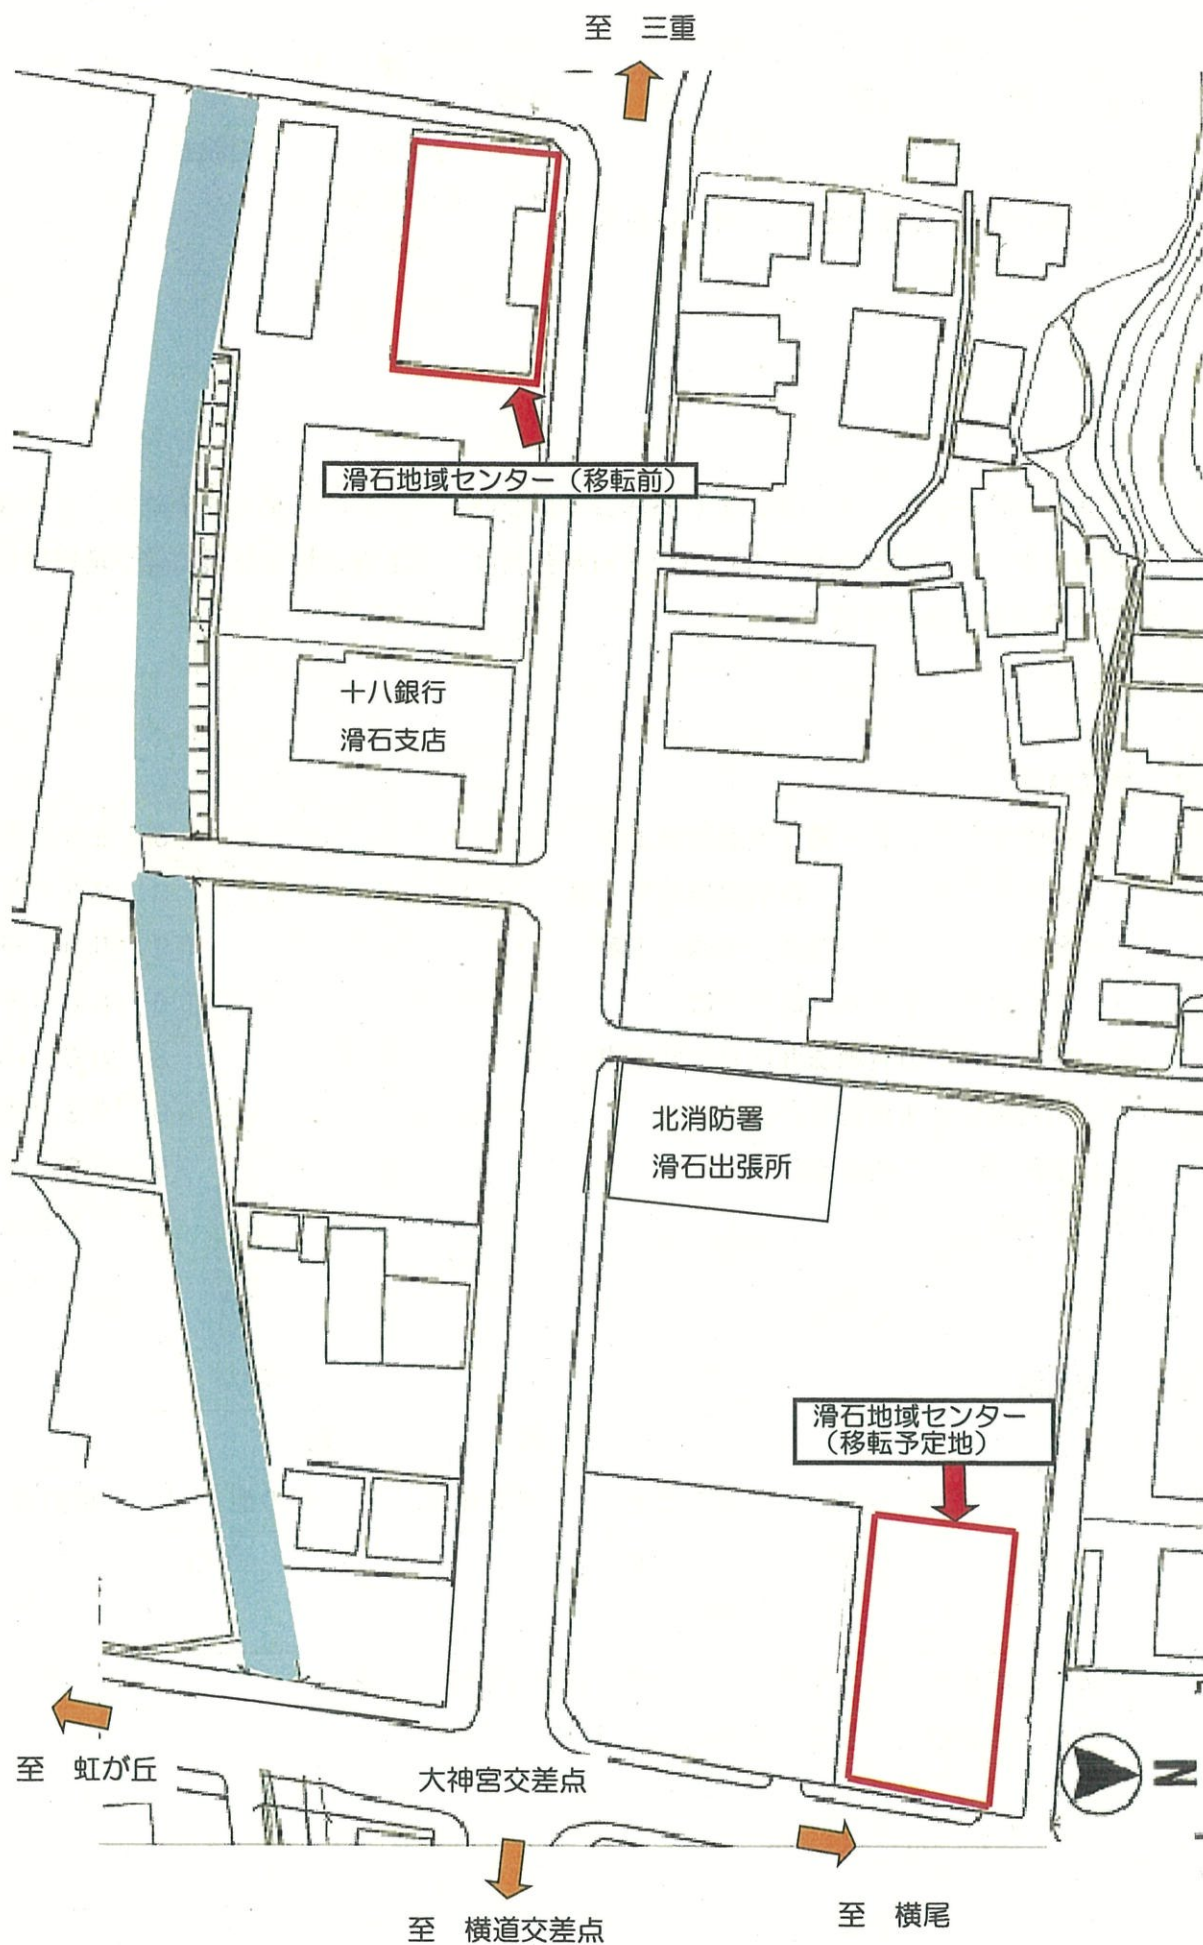 至　三重
滑石地域センター（移転前）
十八銀行
滑石支店
北消防署
滑石出張所
滑石地域センター
（移転予定地）
至　虹が丘
大神宮交差点
N
至　横尾
至　横道交差点